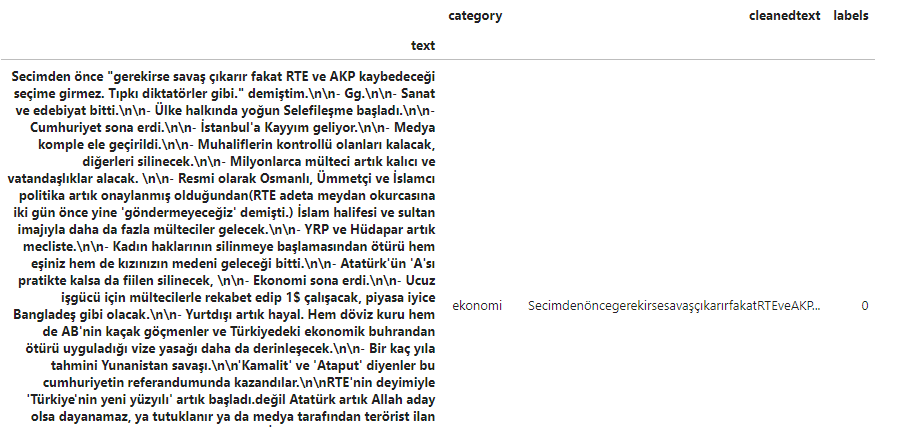 category cleanedtext labels
text
Secimden önce "gerekirse savaş çıkarır fakat RTE ve AKP kaybedeceği
seçime girmez. Tıpkı diktatörler gibi." demiştim.\n\n- Gg.\n\n- Sanat
ve edebiyat bitti.\n\n- Ülke halkında yoğun Selefileşme başladı.\n\n-
Cumhuriyet sona erdi.\n\n- İstanbul'a Kayyım geliyor.\n\n- Medya
komple ele geçirildi.\n\n- Muhaliflerin kontrollü olanları kalacak,
diğerleri silinecek.\n\n- Milyonlarca mülteci artık kalıcı ve
vatandaşlıklar alacak. \n\n- Resmi olarak Osmanlı, Ümmetçi ve İslamcı
politika artık onaylanmış olduğundan(RTE adeta meydan okurcasına
iki gün önce yine 'göndermeyeceğiz' demişti.) İslam halifesi ve sultan
imajıyla daha da fazla mülteciler gelecek.\n\n- YRP ve Hüdapar artık
mecliste.\n\n- Kadın haklarının silinmeye başlamasından ötürü hem
eşiniz hem de kızınızın medeni geleceği bitti.\n\n- Atatürk'ün 'A'sı
pratikte kalsa da fiilen silinecek, \n\n- Ekonomi sona erdi.\n\n- Ucuz
işgücü için mültecilerle rekabet edip 1$ çalışacak, piyasa iyice
Bangladeş gibi olacak.\n\n- Yurtdışı artık hayal. Hem döviz kuru hem
de AB'nin kaçak göçmenler ve Türkiyedeki ekonomik buhrandan
ötürü uyguladığı vize yasağı daha da derinleşecek.\n\n- Bir kaç yıla
tahmini Yunanistan savaşı.\n\n'Kamalit' ve 'Ataput' diyenler bu
cumhuriyetin referandumunda kazandılar.\n\nRTE'nin deyimiyle
'Türkiye'nin yeni yüzyılı' artık başladı.değil Atatürk artık Allah aday
olsa dayanamaz, ya tutuklanır ya da medya tarafından terörist ilan
ekonomi SecimdenöncegerekirsesavaşçıkarırfakatRTEveAKP... 0